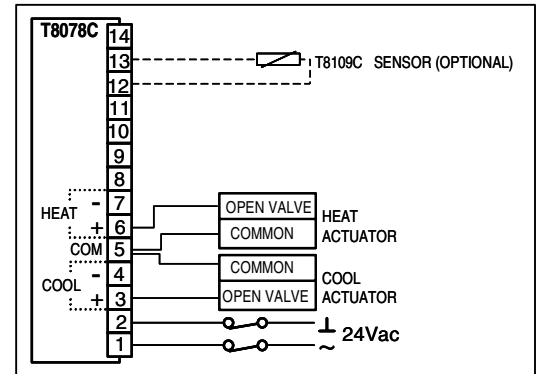 T8078C
14
13
T8109C SENSOR (OPTIONAL)
12
11
10
9
8
- 7
OPEN VALVE
HEAT
HEAT
+ 6
COMMON
ACTUATOR
COM 5
COMMON
- 4
COOL
COOL
+ 3
OPEN VALVE
ACTUATOR
2
24Vac
1
~